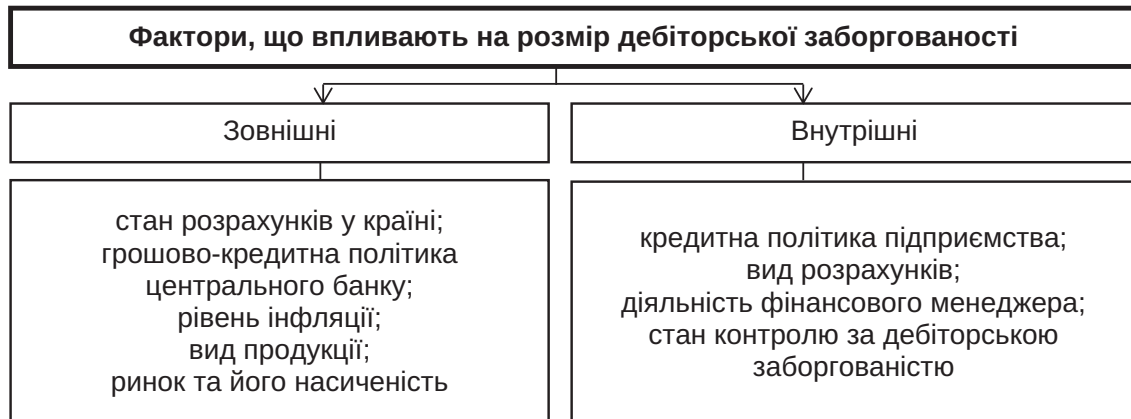 Фактори, що впливають на розмір дебіторської заборгованості
Зовнішні
Внутрішні
стан розрахунків у країні;
грошово-кредитна політика
центрального банку;
рівень інфляції;
вид продукції;
ринок та його насиченість
кредитна політика підприємства;
вид розрахунків;
діяльність фінансового менеджера;
стан контролю за дебіторською
заборгованістю